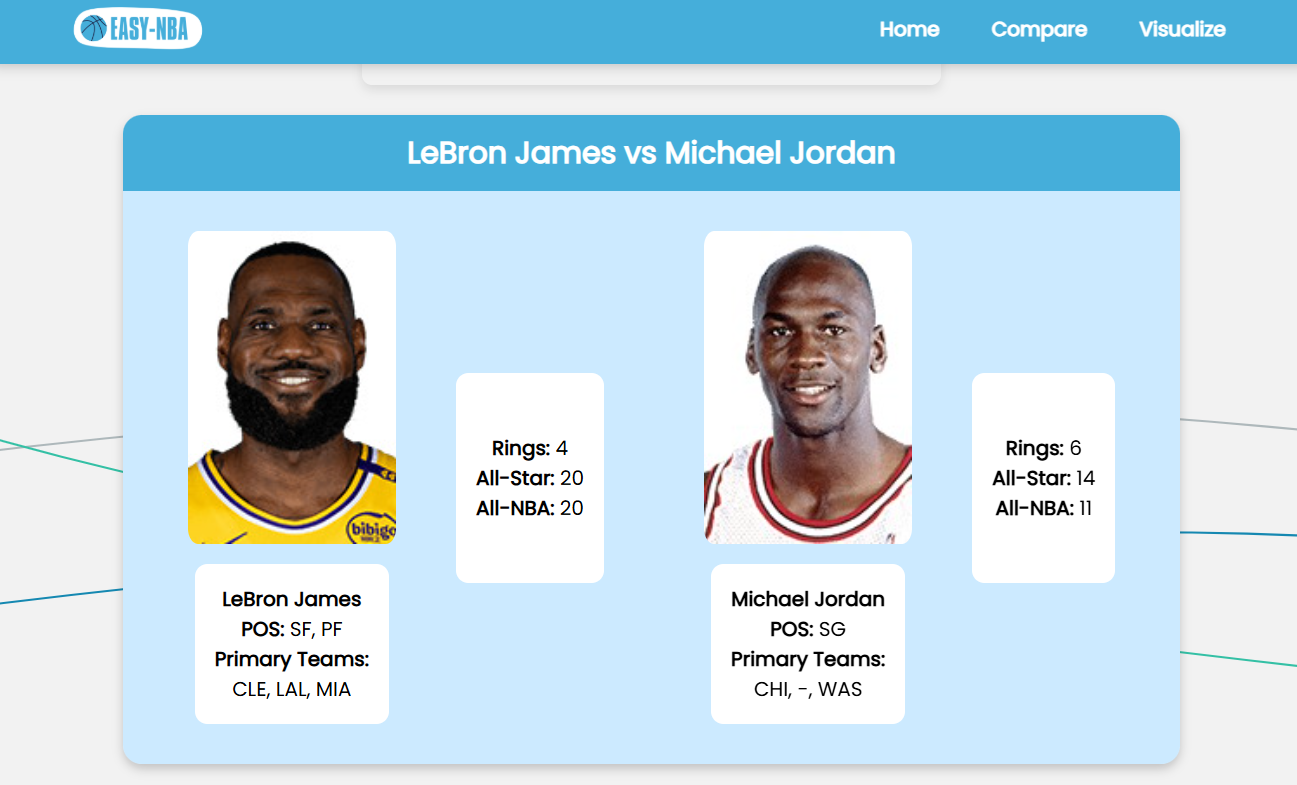 EASY-NBA
Home
Compare
Visualize
LeBron James vs Michael Jordan
bibigo
Rings: 4
All-Star: 20
All-NBA: 20
LeBron James
POS: SF, PF
Primary Teams:
CLE, LAL, MIA
Rings: 6
All-Star: 14
All-NBA: 11
Michael Jordan
POS: SG
Primary Teams:
CHI, -, WAS